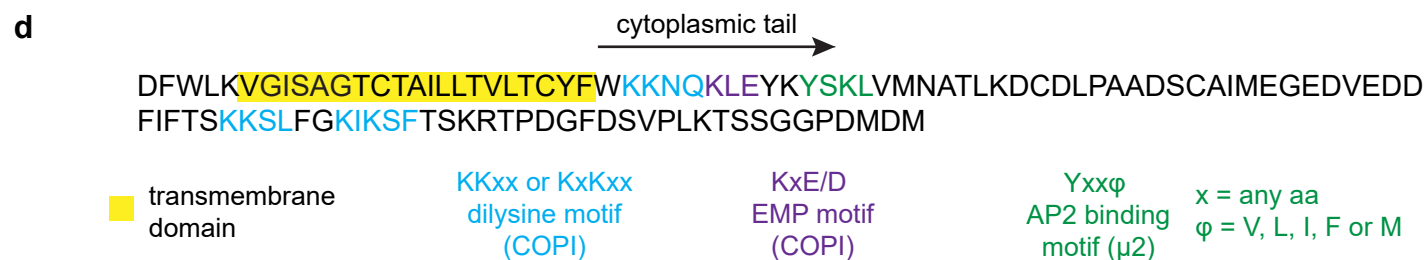 d
cytoplasmic tail
DFWLKVGISAGTCTAILLTVLTCYFWKKNQKLEYKYSKLVMNATLKDCDLPAADSCAIMEGEDVEDD
FIFTSKKSLFGKIKSFTSKRTPDGFDSVPLKTSSGGPDMDM
transmembrane
domain
KKxx or KxKxx
dilysine motif
(COPI)
KxE/D
EMP motif
(COPI)
Yxxφ
AP2 binding
motif (μ2)
x = any aa
φ = V, L, I, F or M